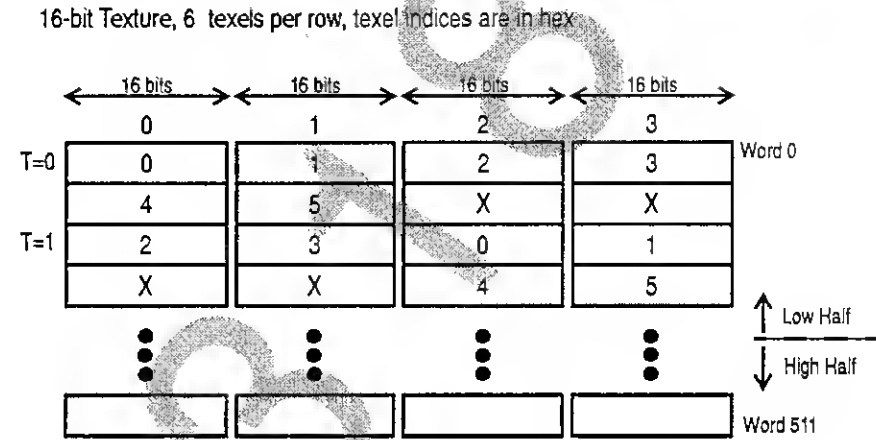 16-bit Texture, 6 texels per row, texel indices are in hex
16 bits 16 bits 16 bits 16 bits
0 1 2 3
T=0 0 1 2 3 Word 0
4 5 X X
T=1 2 3 0 1
X X 4 5
Low Half
High Half
Word 511